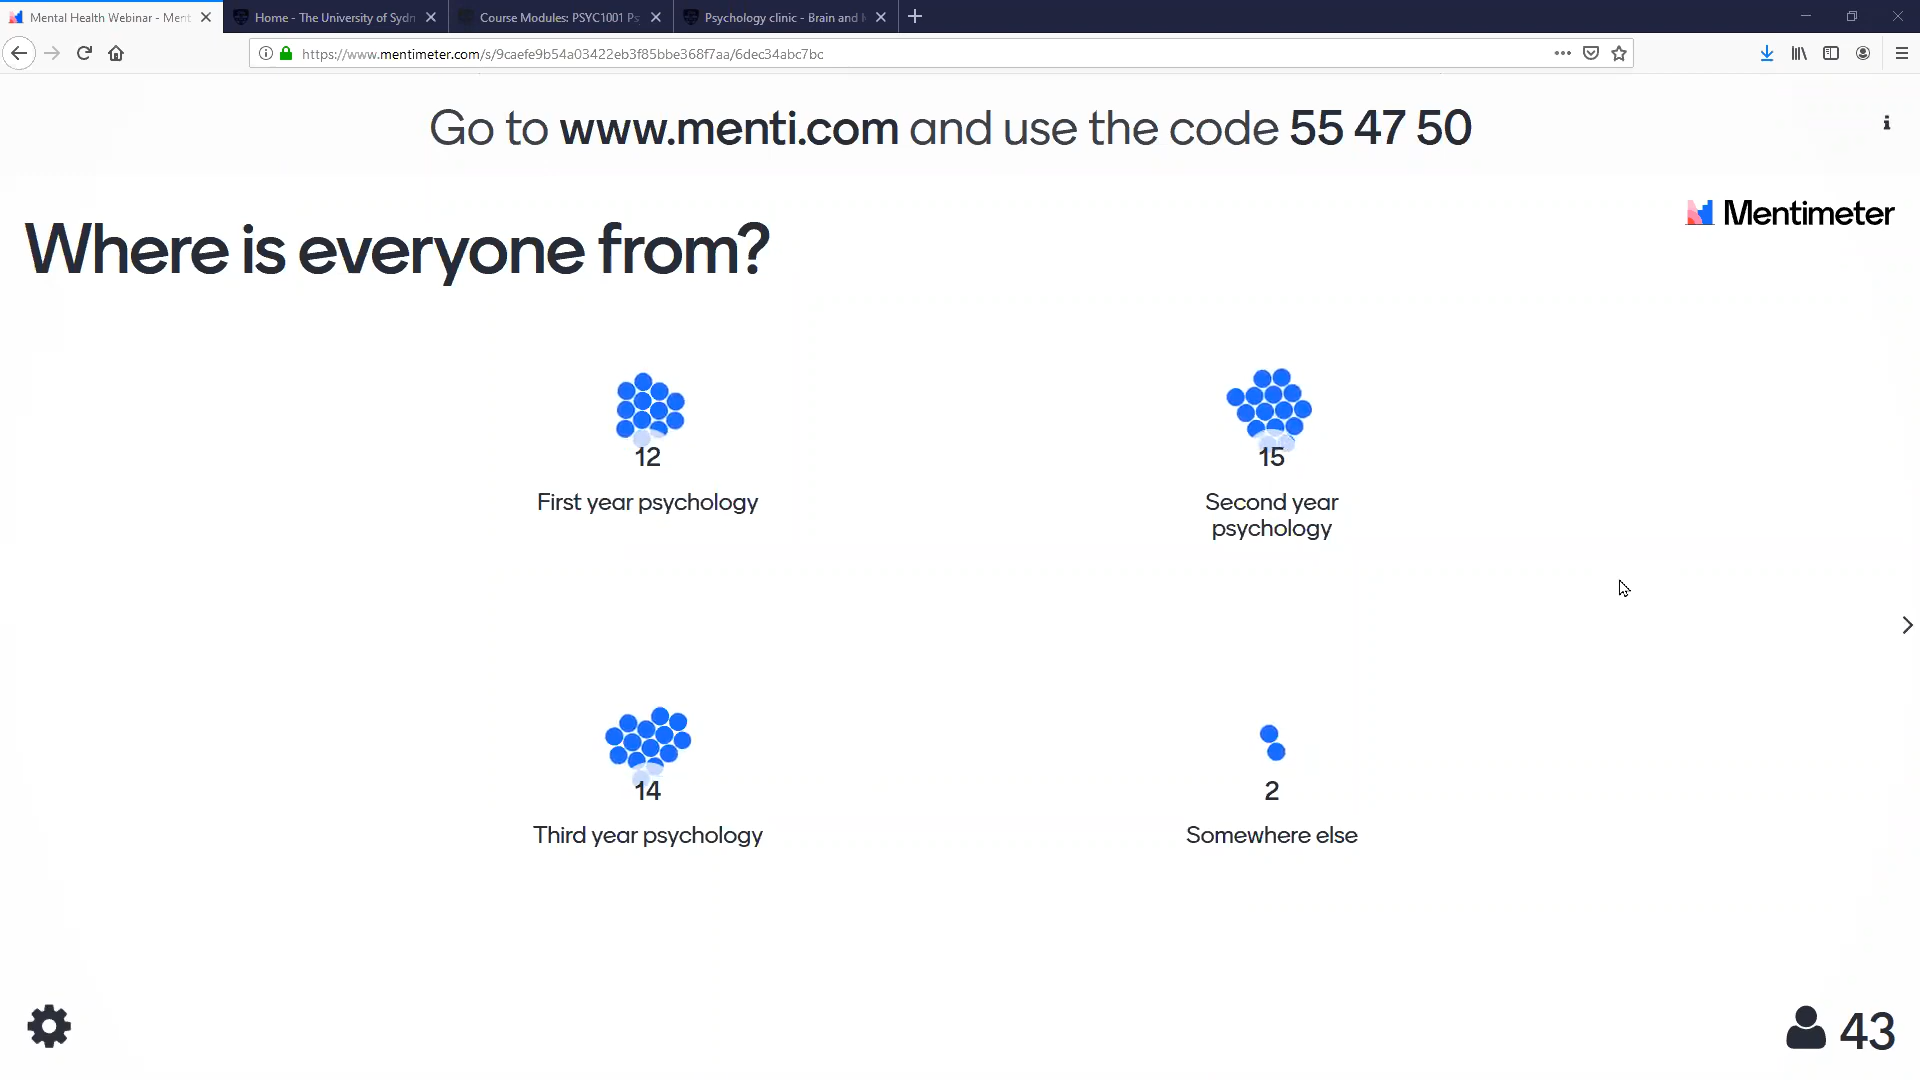 Mental Health Webinar - Ment
Home - The University of Sydn
Course Modules: PSYC1001 Ps
Psychology clinic - Brain and M
https://www.mentimeter.com/s/9caefe9b54a03422eb3f85bbe368f7aa/6dec34abc7bc
Go to www.menti.com and use the code 55 47 50
Mentimeter
Where is everyone from?
12
First year psychology
15
Second year
psychology
14
Third year psychology
2
Somewhere else
43